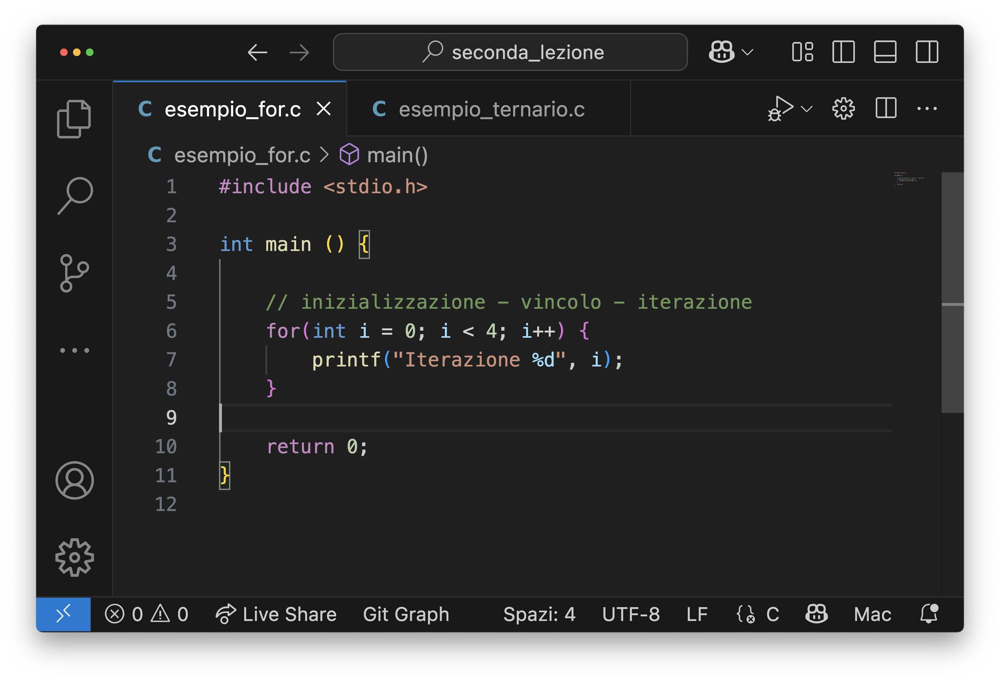 seconda_lezione
C esempio_for.c
C esempio_ternario.c
C esempio_for.c > main()
1 #include <stdio.h>
2
3 int main () {
4
5     // inizializzazione - vincolo - iterazione
6     for(int i = 0; i < 4; i++) {
7         printf("Iterazione %d", i);
8     }
9
10     return 0;
11 }
12
0 0 Live Share Git Graph Spazi: 4 UTF-8 LF {} C Mac